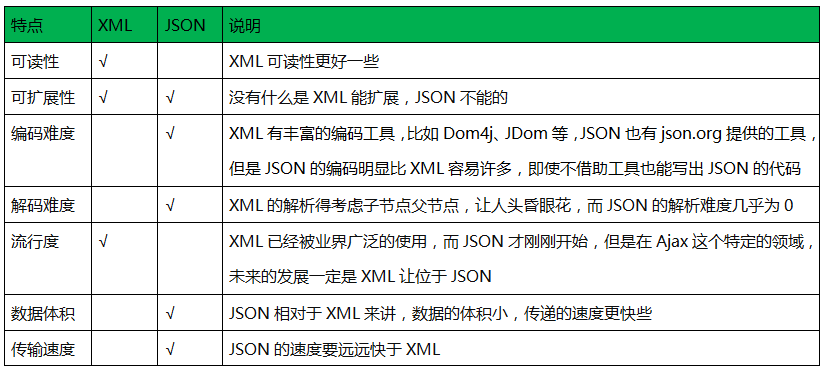 特点 XML JSON 说明
可读性 √ XML 可读性更好一些
可扩展性 √ √ 没有什么是 XML 能扩展，JSON 不能的
编码难度 √ XML 有丰富的编码工具，比如 Dom4j、JDom 等，JSON 也有 json.org 提供的工具，
但是 JSON 的编码明显比 XML 容易许多，即使不借助工具也能写出 JSON 的代码
解码难度 √ XML 的解析得考虑子节点父节点，让人头昏眼花，而 JSON 的解析难度几乎为 0
流行度 √ XML 已经被业界广泛的使用，而 JSON 才刚刚开始，但是在 Ajax 这个特定的领域，
未来的发展一定是 XML 让位于 JSON
数据体积 √ JSON 相对于 XML 来讲，数据的体积小，传递的速度更快些
传输速度 √ JSON 的速度要远远快于 XML